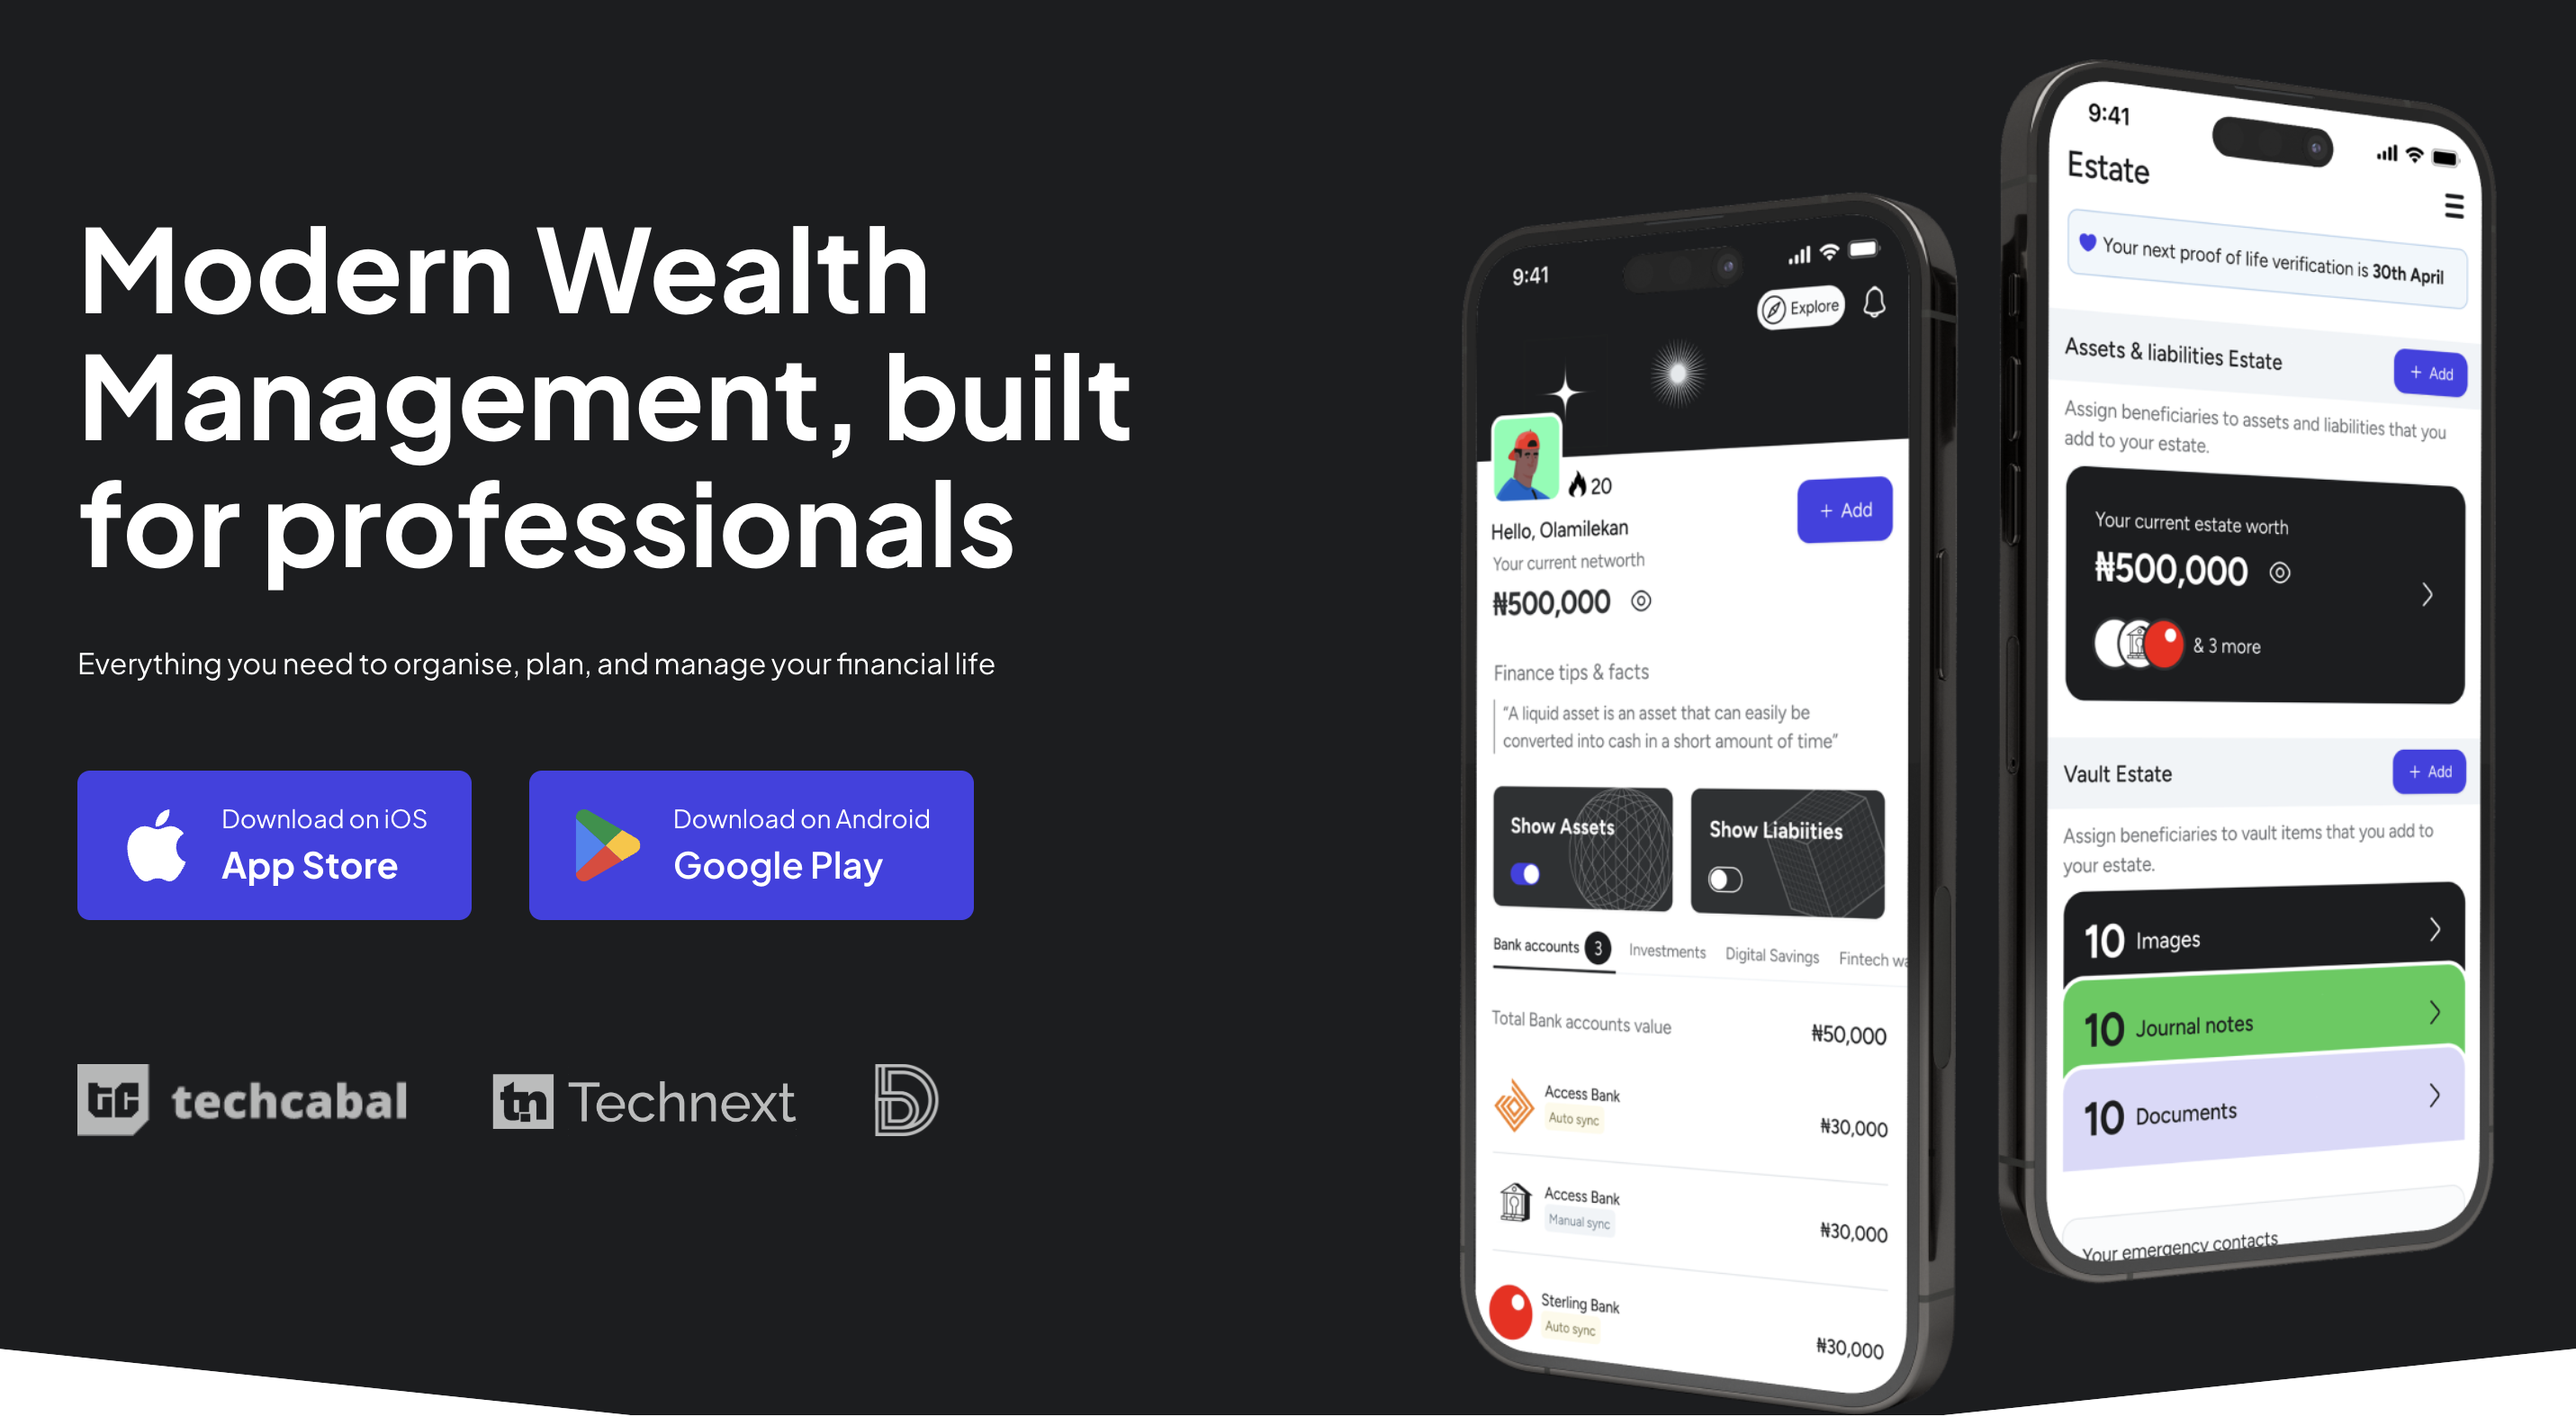 Modern Wealth
Management, built
for professionals
Everything you need to organise, plan, and manage your financial life
Download on iOS
App Store
Download on Android
Google Play
tc techcabal
tn Technext
9:41
Explore
20
+ Add
Hello, Olamilekan
Your current networth
₦500,000
Finance tips & facts
“A liquid asset is an asset that can easily be
converted into cash in a short amount of time”
Show Assets
Show Liabiities
Bank accounts 3 Investments Digital Savings Fintech wa
Total Bank accounts value ₦50,000
Access Bank
Auto sync
₦30,000
Access Bank
Manual sync
₦30,000
Sterling Bank
Auto sync
₦30,000
9:41
Estate
Your next proof of life verification is 30th April
Assets & liabilities Estate
+ Add
Assign beneficiaries to assets and liabilities that you
add to your estate.
Your current estate worth
₦500,000
& 3 more
Vault Estate
+ Add
Assign beneficiaries to vault items that you add to
your estate.
10 Images
10 Journal notes
10 Documents
Your emergency contacts